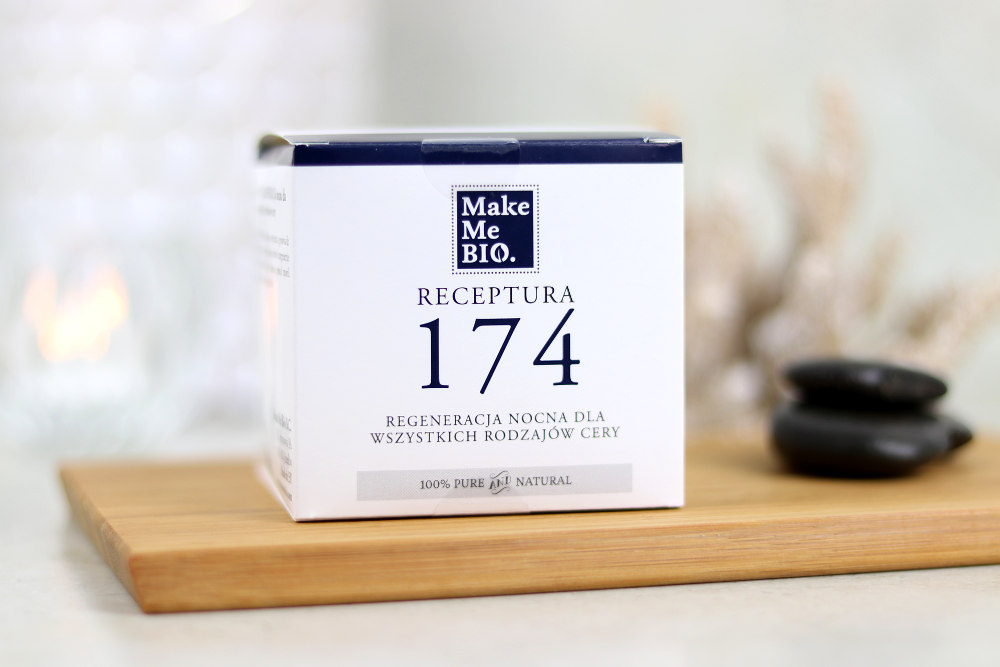 Make
Me
BIO.
RECEPTURA
174
REGENERACJA NOCNA DLA
WSZYSTKICH RODZAJÓW CERY
100% PURE AND NATURAL